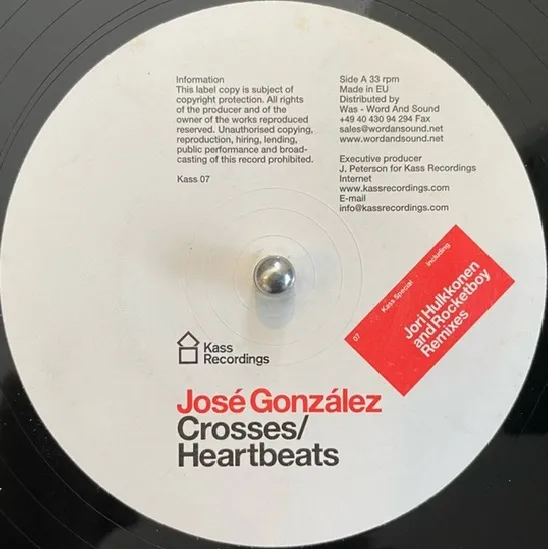 Information
This label copy is subject of
copyright protection. All rights
of the producer and of the
owner of the works reproduced
reserved. Unauthorised copying,
reproduction, hiring, lending,
public performance and broad-
casting of this record prohibited.
Kass 07
Side A 33 rpm
Made in EU
Distributed by
Was - Word And Sound
+49 40 430 94 294 Fax
sales@wordandsound.net
www.wordandsound.net
Executive producer
J. Peterson for Kass Recordings
Internet
www.kassrecordings.com
E-mail
info@kassrecordings.com
07 Kass Special including
Jori Hulkkonen
and Rocketboy
Remixes
Kass
Recordings
José González
Crosses/
Heartbeats